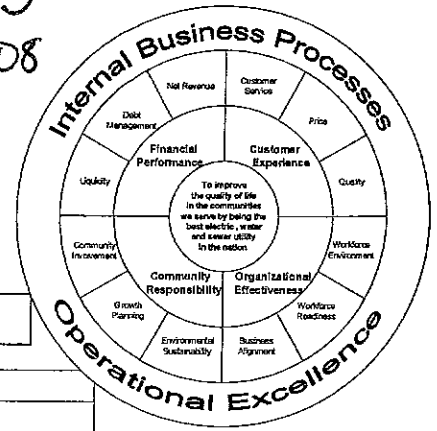 08
Internal Business Processes
Net Revenue
Customer
Service
Debt
Management
Price
Financial
Performance
Customer
Experience
Liquidity
Quality
To improve
the quality of life
in the communities
we serve by being the
best electric, water
and sewer utility
in the nation
Community
Involvement
Workforce
Environment
Community
Responsibility
Organizational
Effectiveness
Growth
Planning
Workforce
Readiness
Environmental
Sustainability
Business
Alignment
Operational Excellence